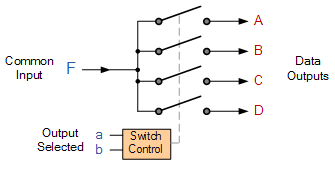 A
B
Common
Input
F
Data
Outputs
C
D
Output
Selected
a
b
Switch
Control